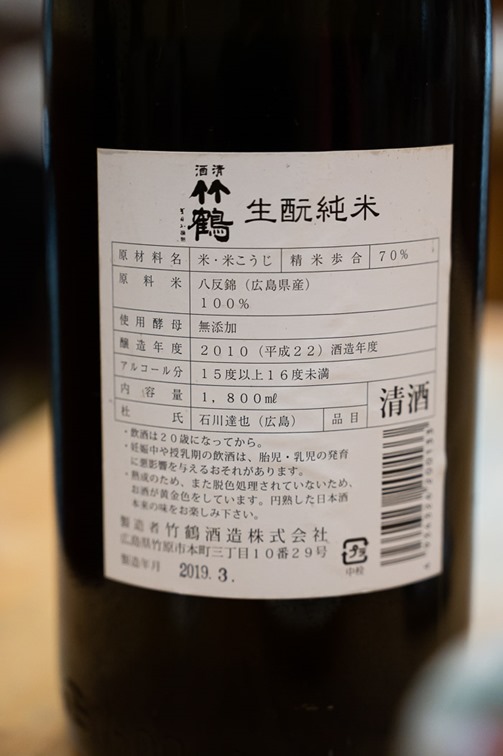 清酒
竹鶴 生酛純米
原材料名 米・米こうじ 精米歩合 70%
原料米 八反錦（広島県産）
100%
使用酵母 無添加
醸造年度 2010（平成22）酒造年度
アルコール分 15度以上16度未満
内容量 1,800㎖ 清酒
杜氏 石川達也（広島） 品目
・飲酒は20歳になってから。
・妊娠中や授乳期の飲酒は、胎児・乳児の発育
に悪影響を与えるおそれがあります。
・熟成のため、また脱色処理されていないため、
お酒が黄金色をしています。円熟した日本酒
本来の味をお楽しみ下さい。
製造者 竹鶴酒造株式会社
広島県竹原市本町三丁目10番29号
製造年月 2019.3.
中栓